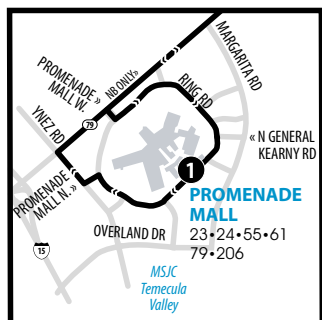 MARGARITA RD
PROMENADE »
MALL W.
NB ONLY»
RING RD
YNEZ RD
79
« N GENERAL
KEARNY RD
1
PROMENADE
MALL N. »
PROMENADE
MALL
23•24•55•61
79•206
OVERLAND DR
15
MSJC
Temecula
Valley